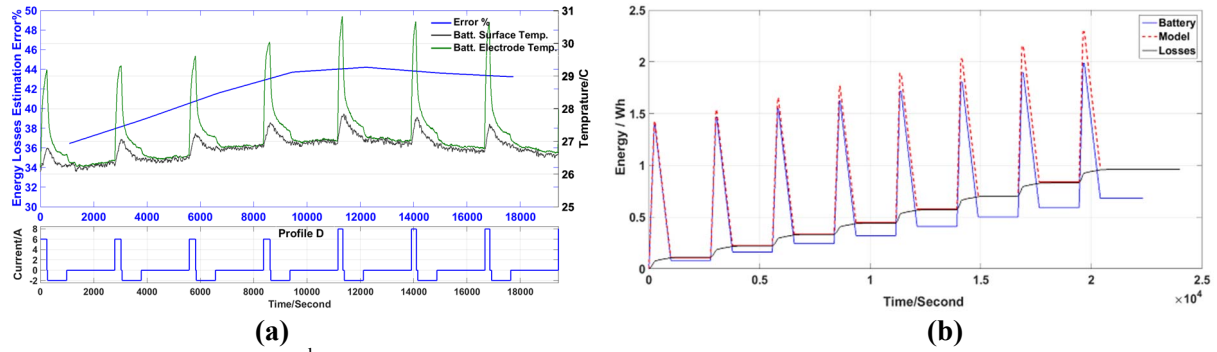 50
48
46
44
42
40
38
36
34
32
30
Energy Losses Estimation Error%
Error %
Batt. Surface Temp.
Batt. Electrode Temp.
31
30
29
28
27
26
25
Temprature/C
0 2000 4000 6000 8000 10000 12000 14000 16000 18000
Profile D
8
6
4
2
0
-2
Current/A
0 2000 4000 6000 8000 10000 12000 14000 16000 18000
Time/Second
(a)
2.5
2
1.5
1
0.5
0
Energy / Wh
Battery
Model
Losses
0 0.5 1 1.5 2 2.5
×10⁴
Time/Second
(b)